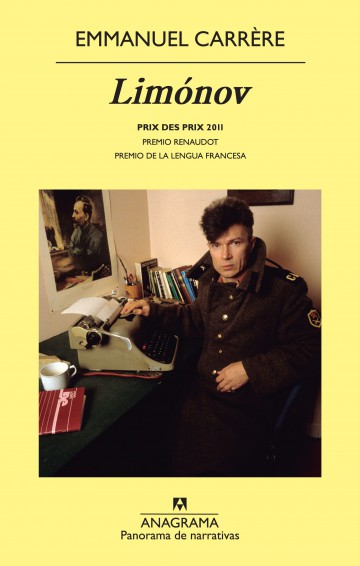 EMMANUEL CARRÈRE
Limónov
PRIX DES PRIX 2011
PREMIO RENAUDOT
PREMIO DE LA LENGUA FRANCESA
ANAGRAMA
Panorama de narrativas